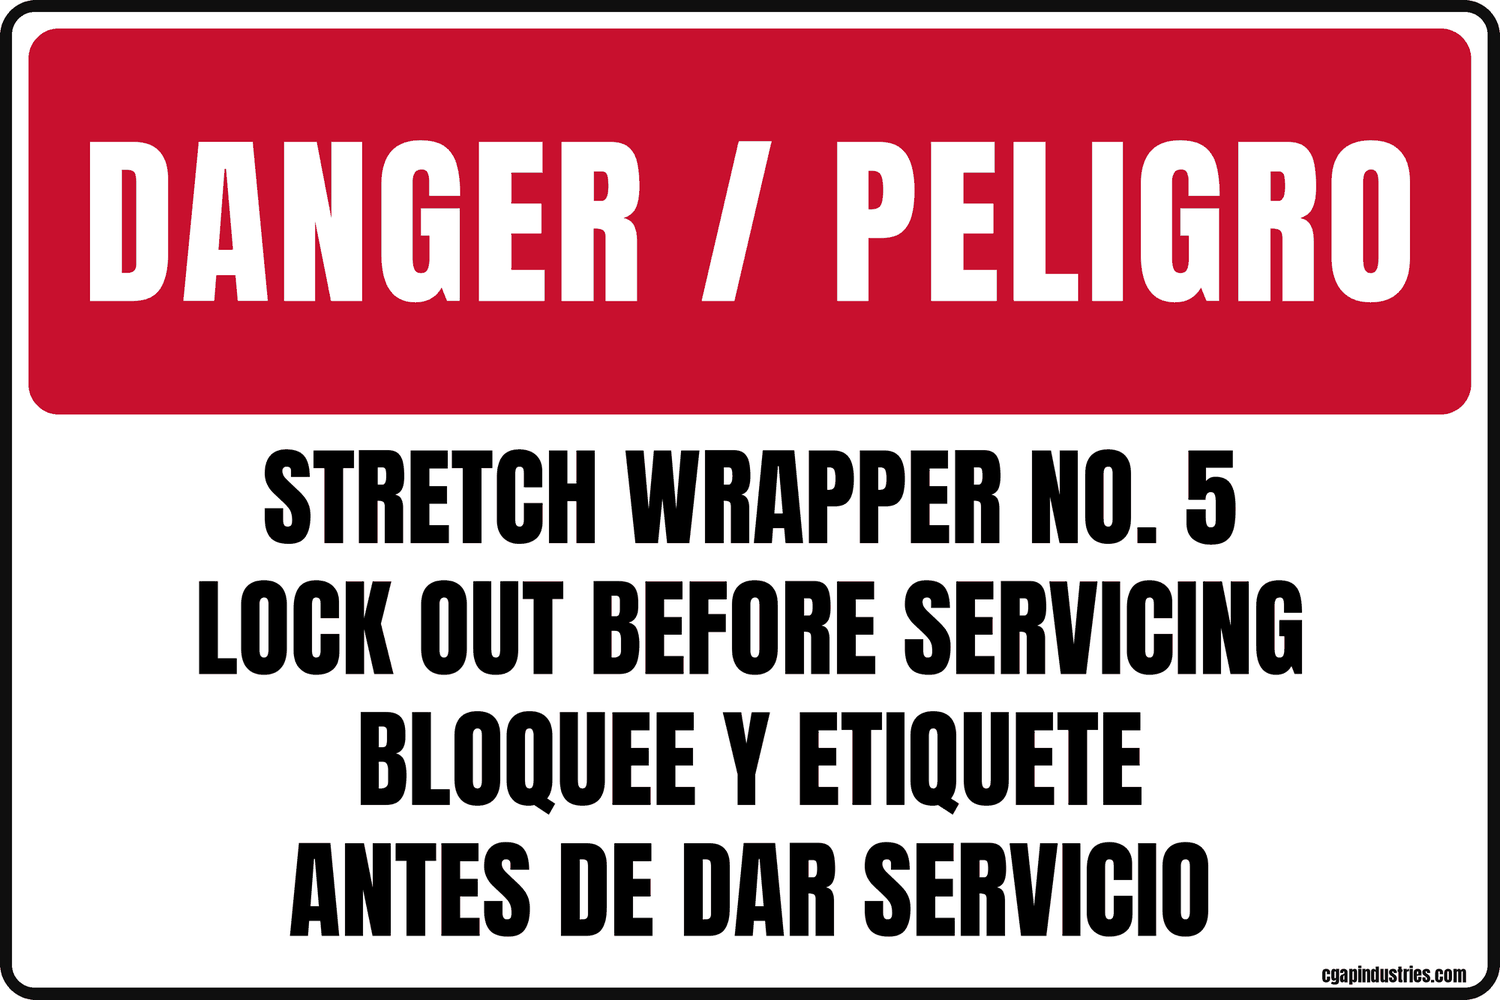 DANGER / PELIGRO
STRETCH WRAPPER NO. 5
LOCK OUT BEFORE SERVICING
BLOQUEE Y ETIQUETE
ANTES DE DAR SERVICIO
cgapindustries.com